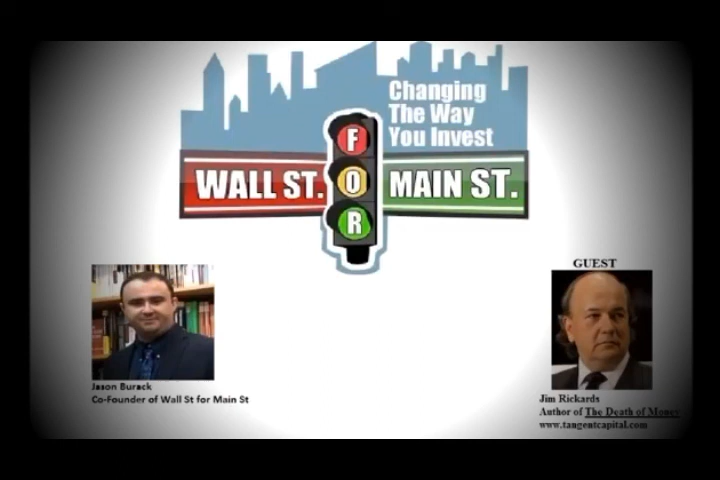 Changing
The Way
You Invest
WALL ST. FOR MAIN ST.
GUEST
Jason Burack
Co-Founder of Wall St for Main St
Jim Rickards
Author of The Death of Money
www.tangentcapital.com